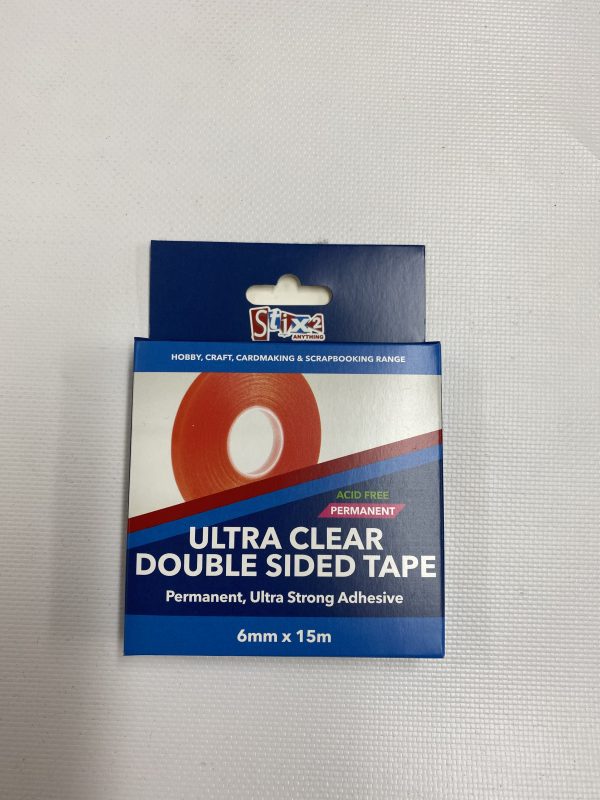 Stix2
ANYTHING
HOBBY, CRAFT, CARDMAKING & SCRAPBOOKING RANGE
ACID FREE
PERMANENT
ULTRA CLEAR
DOUBLE SIDED TAPE
Permanent, Ultra Strong Adhesive
6mm x 15m